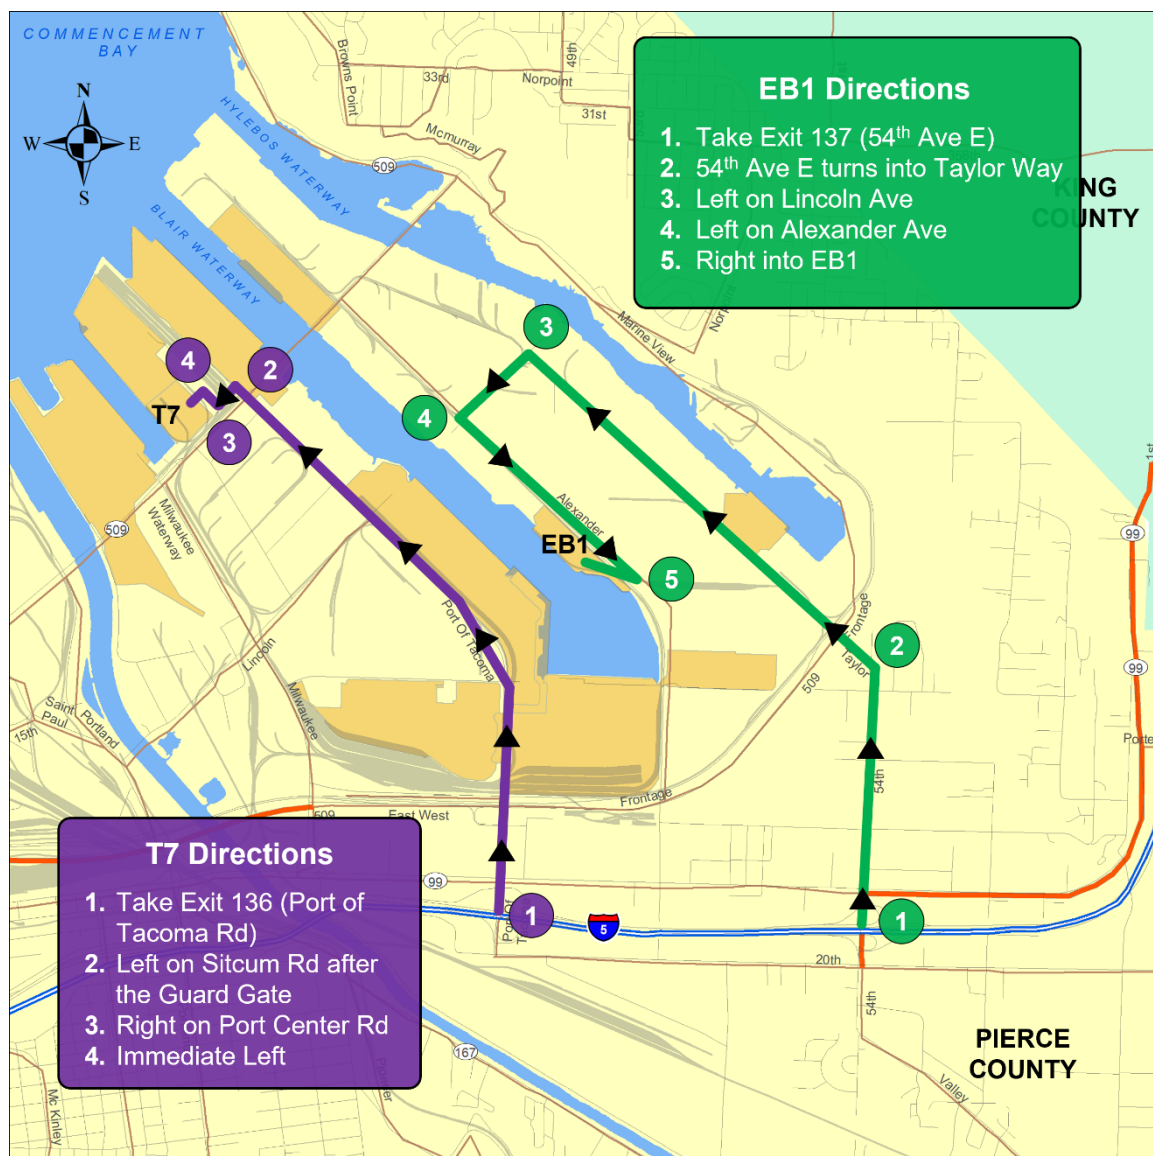 COMMENCEMENT
BAY
N
W
E
S
HYLEBOS WATERWAY
BLAIR WATERWAY
Browns Point
33rd
49th
Norpoint
31st
Mcmurray
509
EB1 Directions
1. Take Exit 137 (54th Ave E)
2. 54th Ave E turns into Taylor Way
3. Left on Lincoln Ave
4. Left on Alexander Ave
5. Right into EB1
KING
COUNTY
Marine View
3
4
2
T7
3
4
Alexander
EB1
5
1st
99
509
Milwaukee
Waterway
Port Of Tacoma
Lincoln
Milwaukee
Frontage
Taylor
2
509
99
Saint
Paul
Portland
15th
54th
Porte
Frontage
East West
509
99
T7 Directions
1. Take Exit 136 (Port of
Tacoma Rd)
2. Left on Sitcum Rd after
the Guard Gate
3. Right on Port Center Rd
4. Immediate Left
1
5
1
Port Of
20th
54th
167
PIERCE
COUNTY
Valley
Mc Kinley